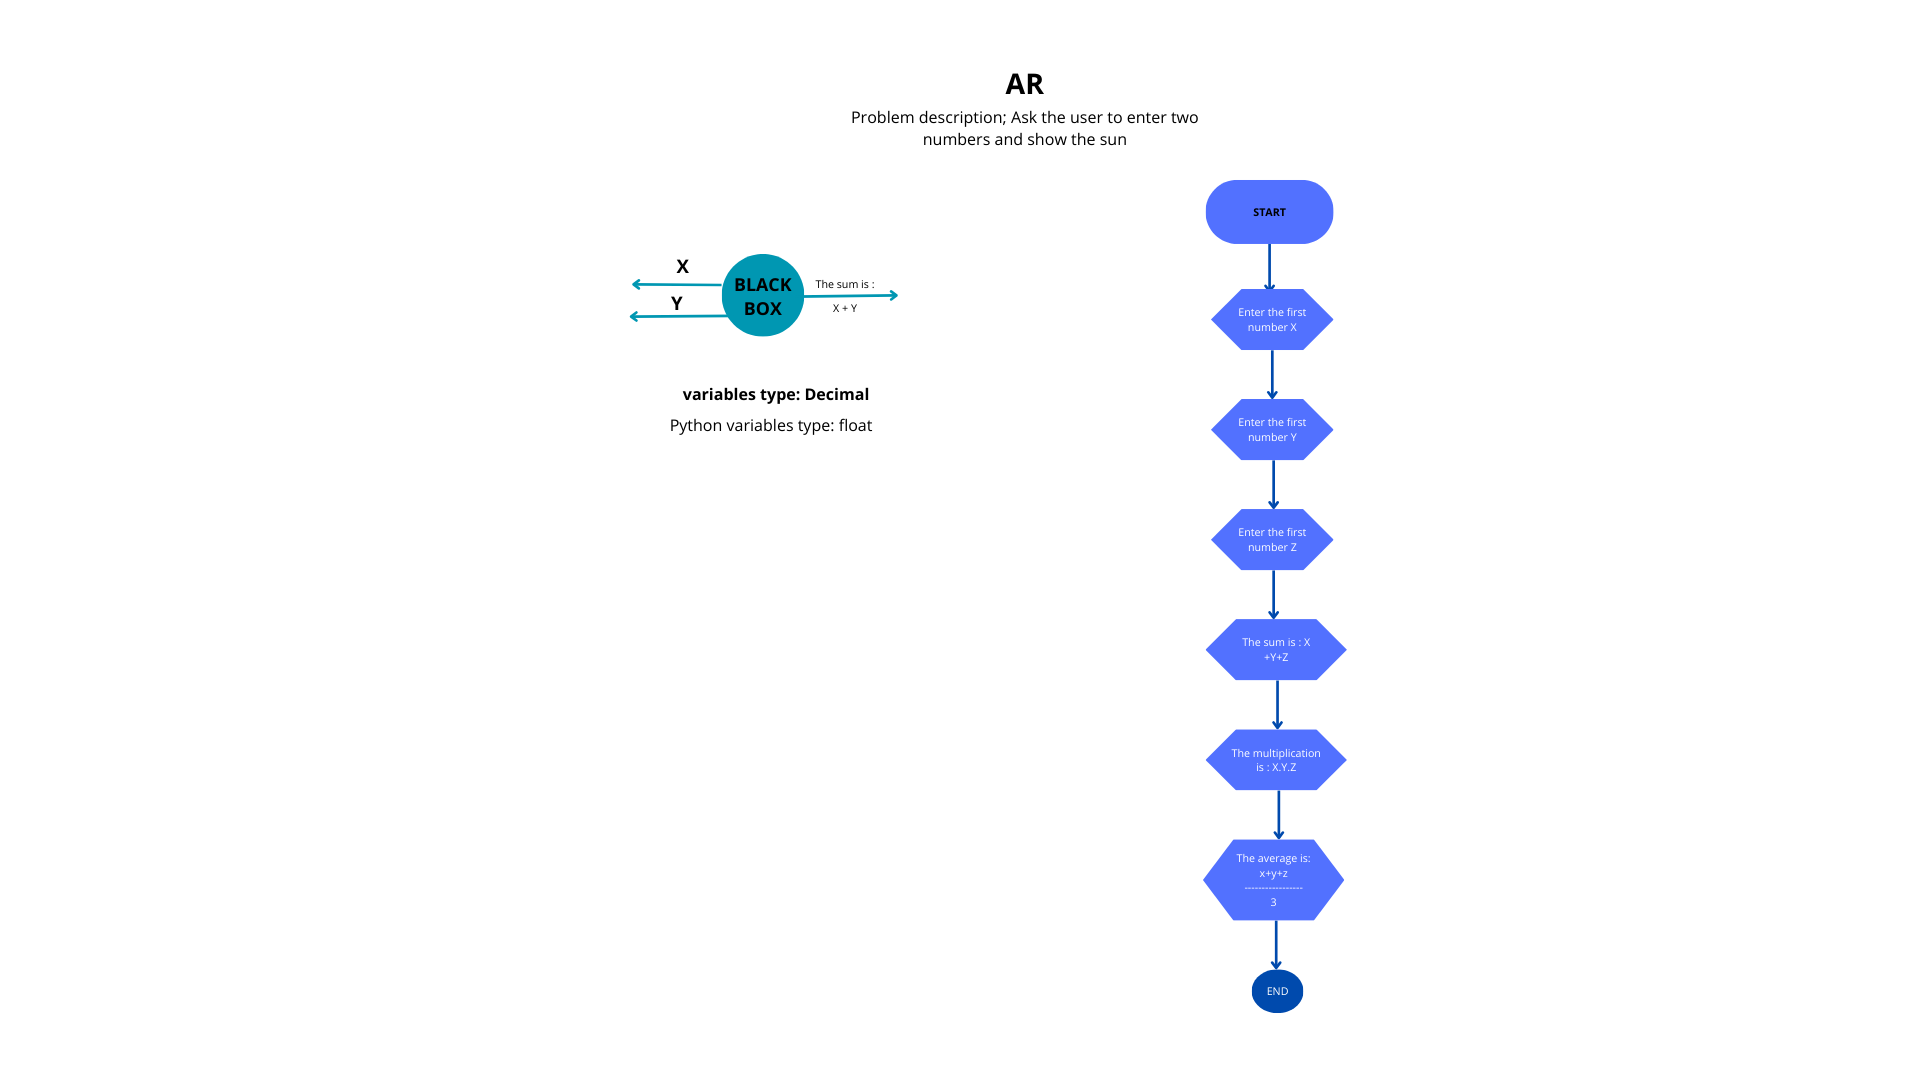 AR
Problem description; Ask the user to enter two
numbers and show the sun
X
Y
BLACK
BOX
The sum is :
X + Y
variables type: Decimal
Python variables type: float
START
Enter the first
number X
Enter the first
number Y
Enter the first
number Z
The sum is : X
+Y+Z
The multiplication
is : X.Y.Z
The average is:
x+y+z
-----------------
3
END